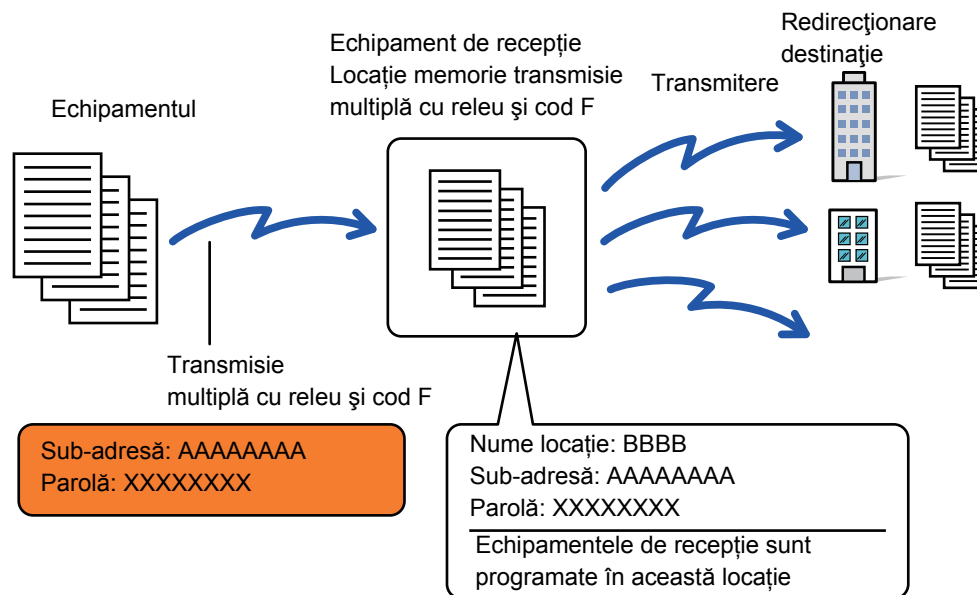 Echipamentul
Echipament de recepţie
Locaţie memorie transmisie
multiplă cu releu şi cod F
Transmitere
Redirecţionare
destinaţie
Transmisie
multiplă cu releu şi cod F
Sub-adresă: AAAAAAAA
Parolă: XXXXXXXX
Nume locaţie: BBBB
Sub-adresă: AAAAAAAA
Parolă: XXXXXXXX
Echipamentele de recepţie sunt
programate în această locaţie